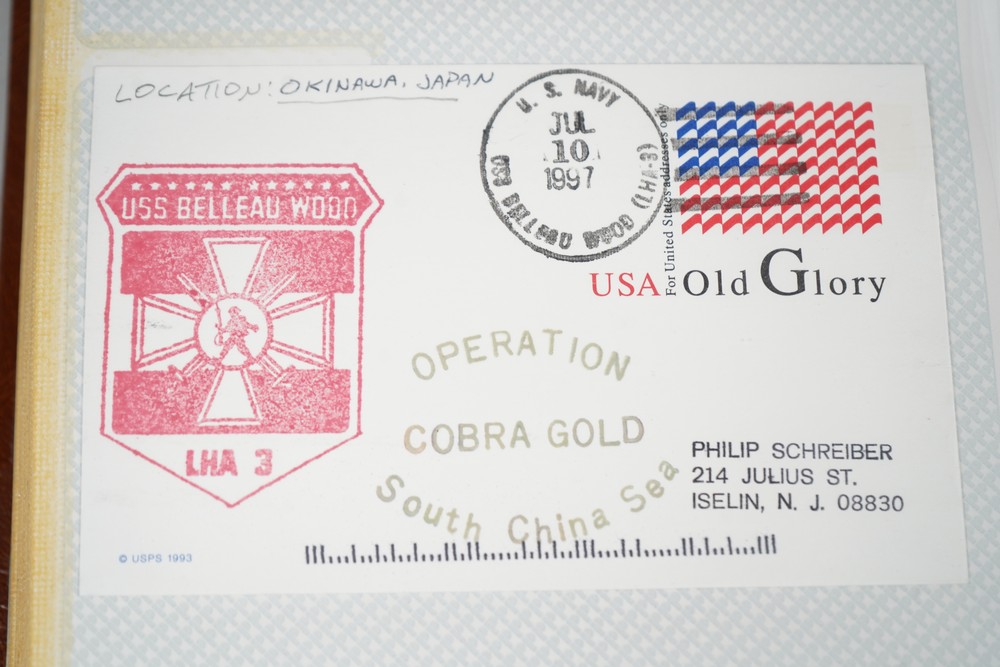 LOCATION: OKINAWA, JAPAN
U. S. NAVY
JUL
10
1997
USS BELLEAU WOOD (LHA-3)
For United States addresses only
USA Old Glory
USS BELLEAU WOOD
LHA 3
OPERATION
COBRA GOLD
South China Sea
PHILIP SCHREIBER
214 JULIUS ST.
ISELIN, N. J. 08830
© USPS 1993